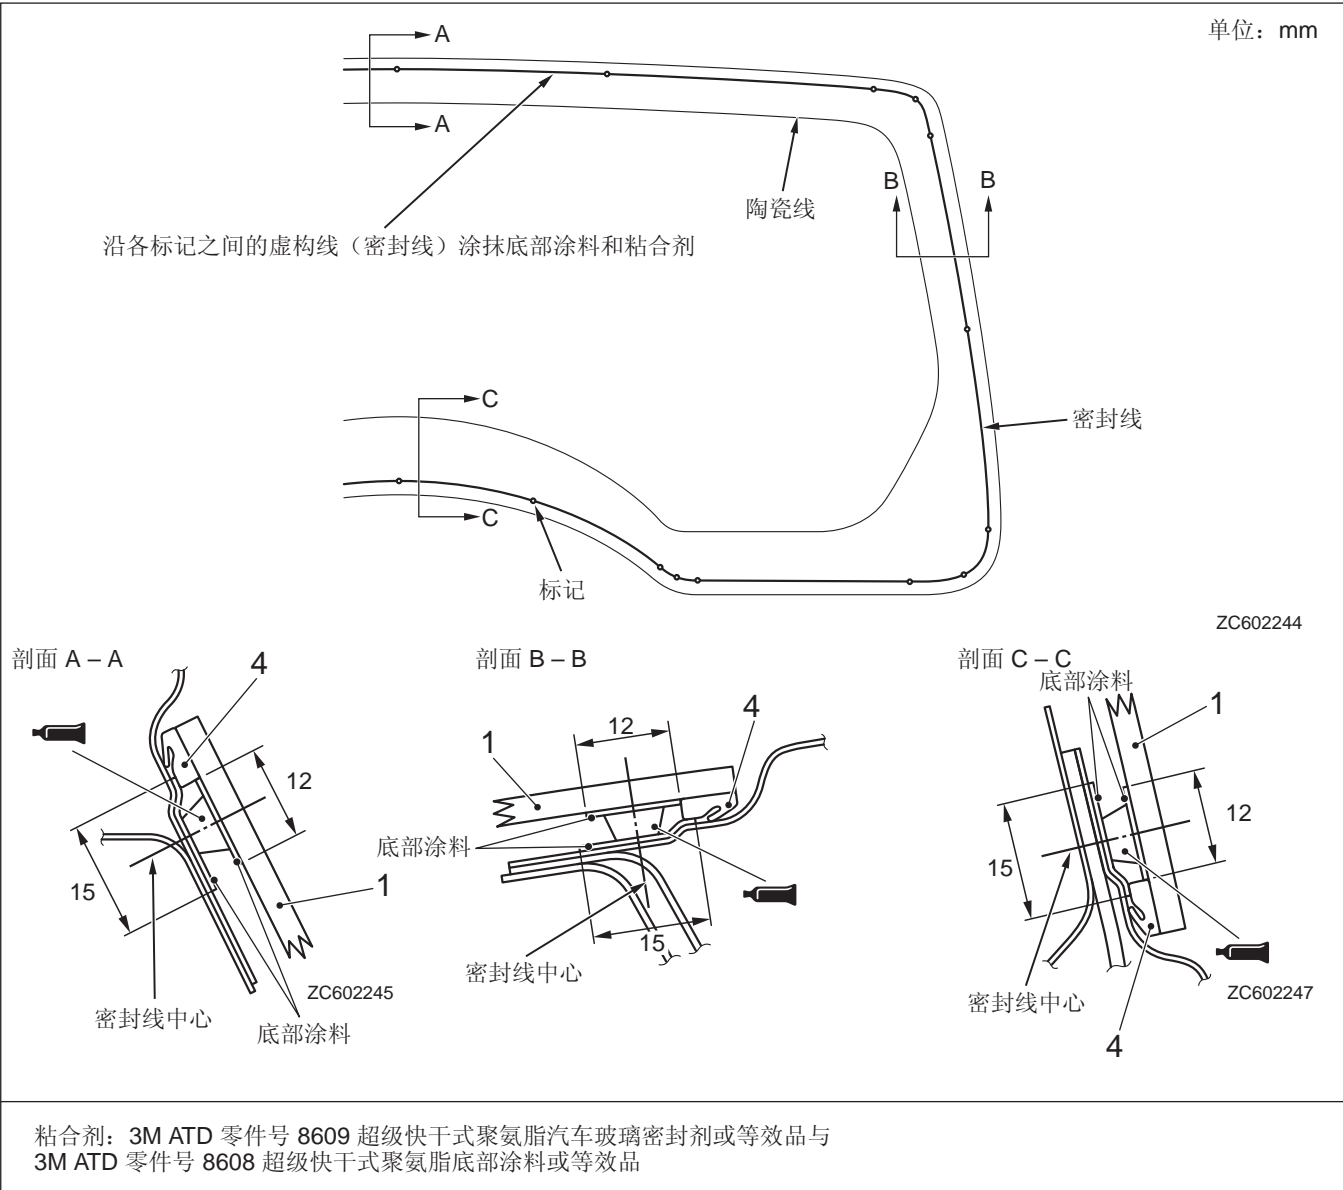 单位：mm
A
A
B
B
陶瓷线
沿各标记之间的虚构线（密封线）涂抹底部涂料和粘合剂
C
密封线
C
标记
ZC602244
剖面 A – A
4
12
15
1
ZC602245
密封线中心
底部涂料
剖面 B – B
4
12
1
底部涂料
15
密封线中心
剖面 C – C
底部涂料
1
12
15
密封线中心
ZC602247
4
粘合剂：3M ATD 零件号 8609 超级快干式聚氨脂汽车玻璃密封剂或等效品与
3M ATD 零件号 8608 超级快干式聚氨脂底部涂料或等效品